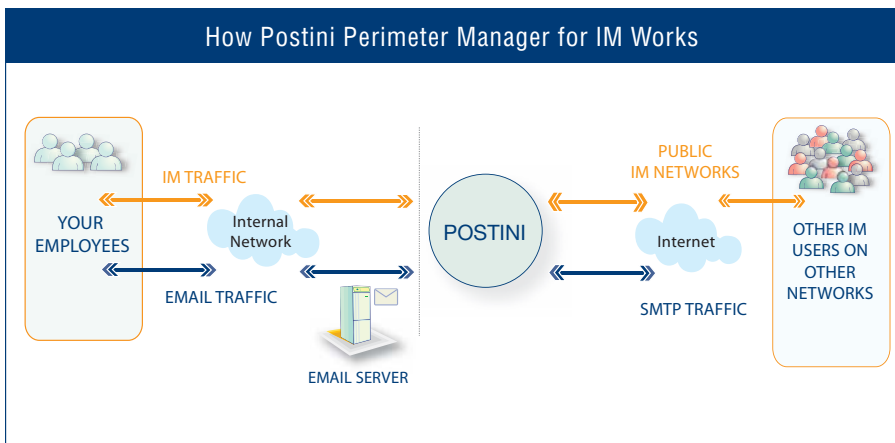 How Postini Perimeter Manager for IM Works
YOUR
EMPLOYEES
IM TRAFFIC
Internal
Network
EMAIL TRAFFIC
EMAIL SERVER
POSTINI
PUBLIC
IM NETWORKS
Internet
SMTP TRAFFIC
OTHER IM
USERS ON
OTHER
NETWORKS